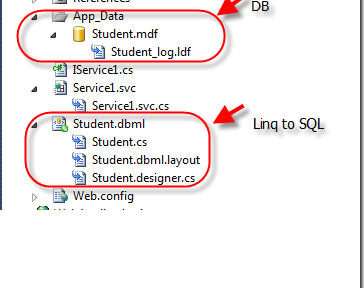 App_Data
DB
Student.mdf
Student_log.ldf
IService1.cs
Service1.svc
Service1.svc.cs
Student.dbml
Linq to SQL
Student.cs
Student.dbml.layout
Student.designer.cs
Web.config